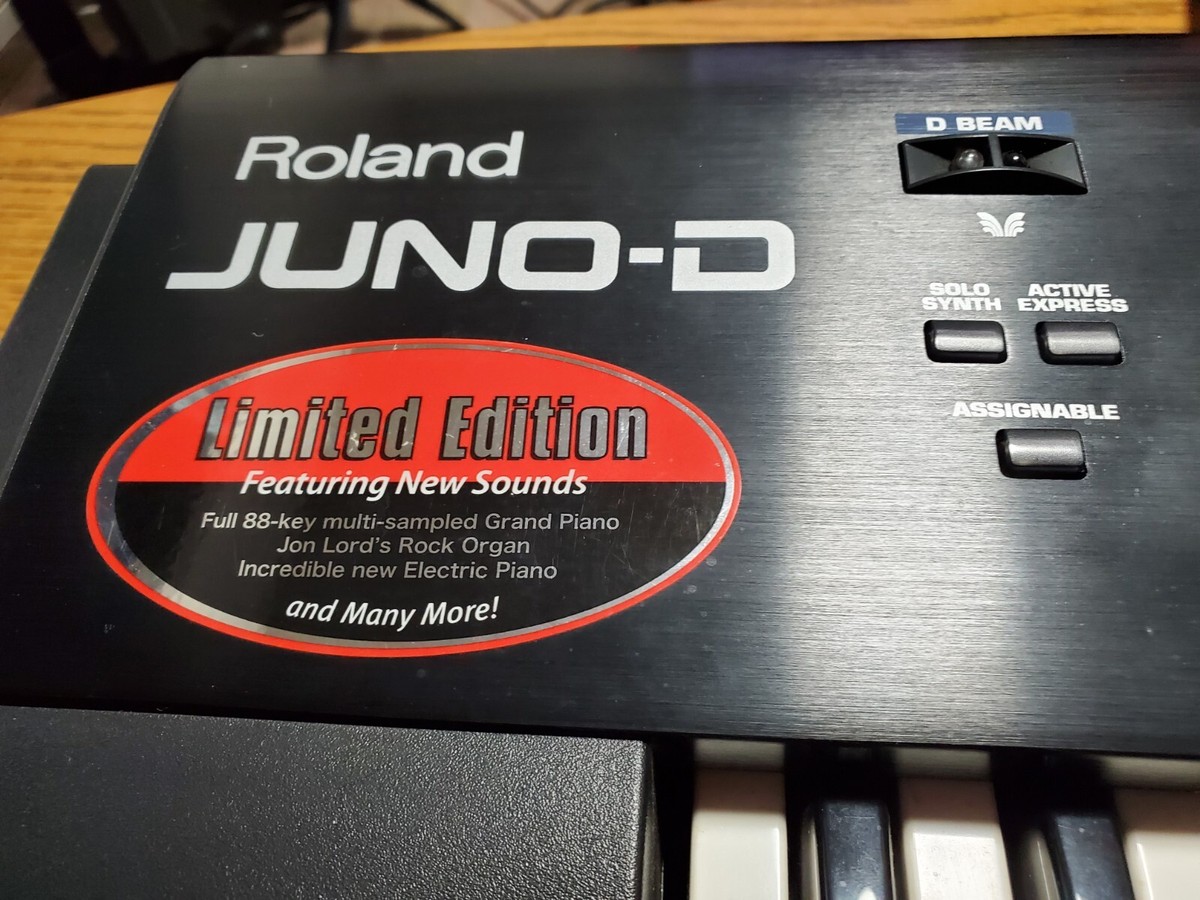 Roland
JUNO-D
Limited Edition
Featuring New Sounds
Full 88-key multi-sampled Grand Piano
Jon Lord's Rock Organ
Incredible new Electric Piano
and Many More!
D BEAM
SOLO
SYNTH
ACTIVE
EXPRESS
ASSIGNABLE